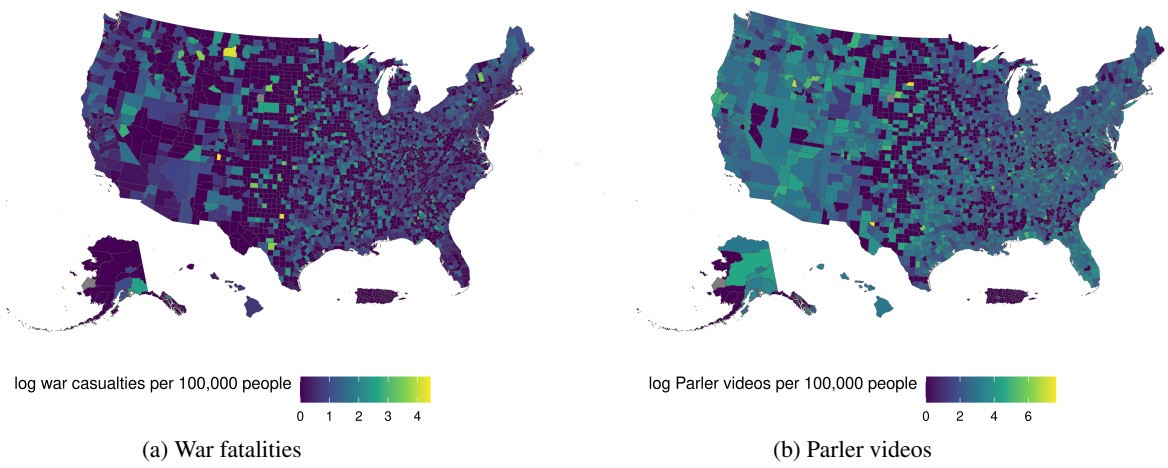 log war casualties per 100,000 people
0 1 2 3 4
(a) War fatalities
log Parler videos per 100,000 people
0 2 4 6
(b) Parler videos